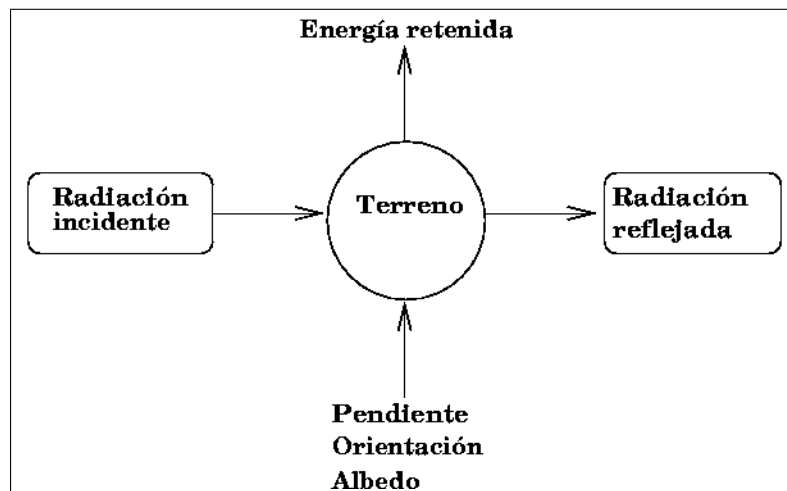 Energía retenida
Radiación
incidente
Terreno
Radiación
reflejada
Pendiente
Orientación
Albedo